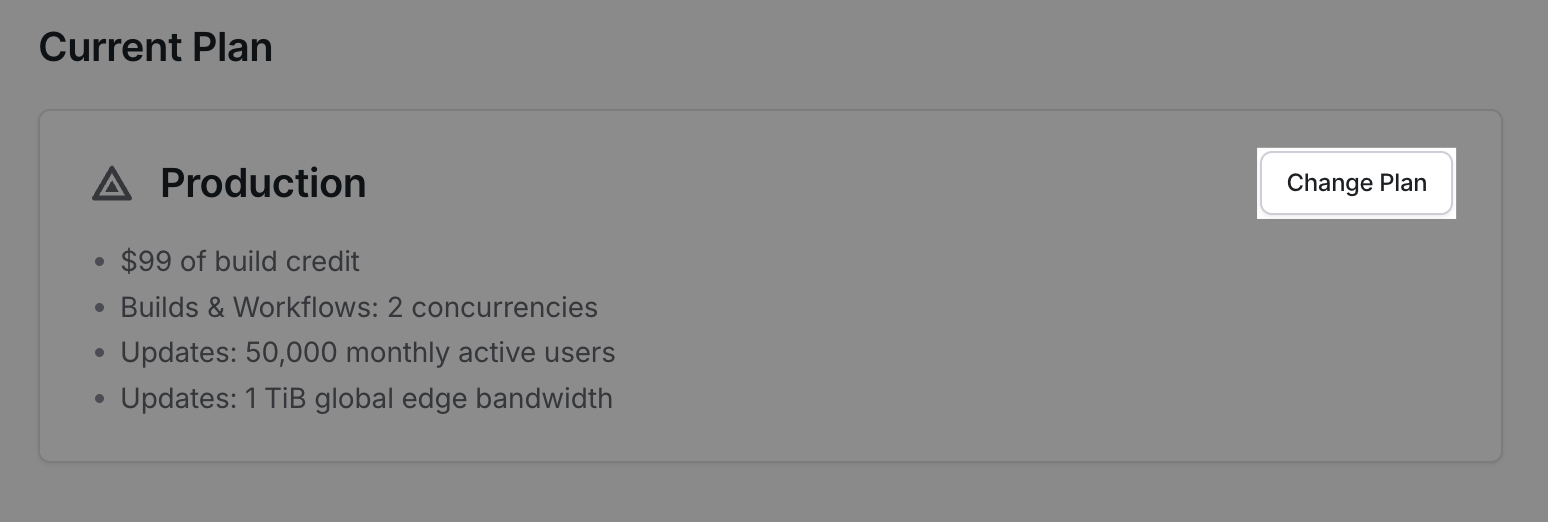 Current Plan
Production
Change Plan
• $99 of build credit
• Builds & Workflows: 2 concurrencies
• Updates: 50,000 monthly active users
• Updates: 1 TiB global edge bandwidth